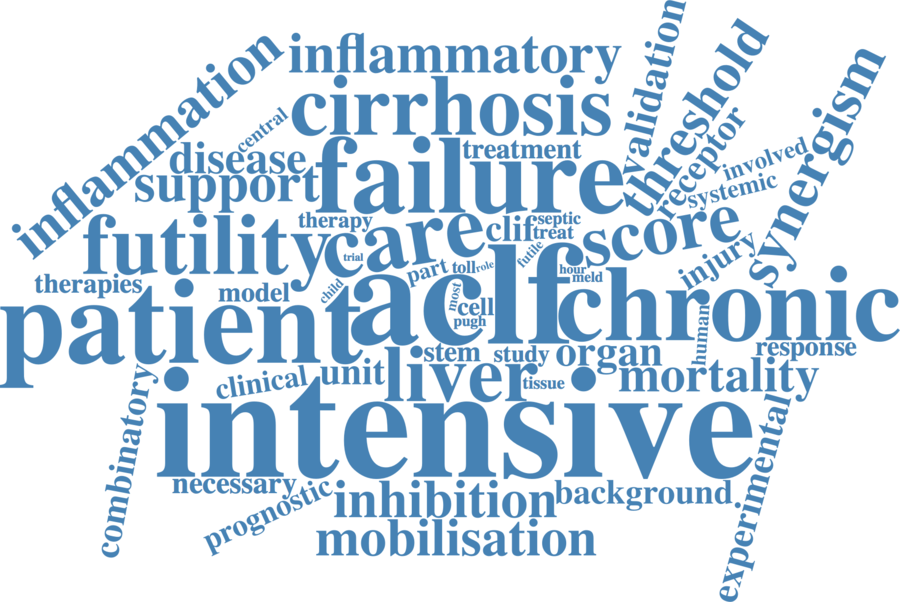 inflammatory
validation
inflammation
threshold
synergism
cirrhosis
central
receptor
treatment
disease
failure
involved
support
systemic
septic
therapy
score
clif
treat
futility
care
futile
trial
injury
part
toll
role
hour
meld
therapies
child
model
aclf
chronic
most
cell
patient
pugh
human
response
stem
study
organ
liver
unit
clinical
tissue
mortality
combinatory
intensive
experimental
necessary
background
inhibition
prognostic
mobilisation